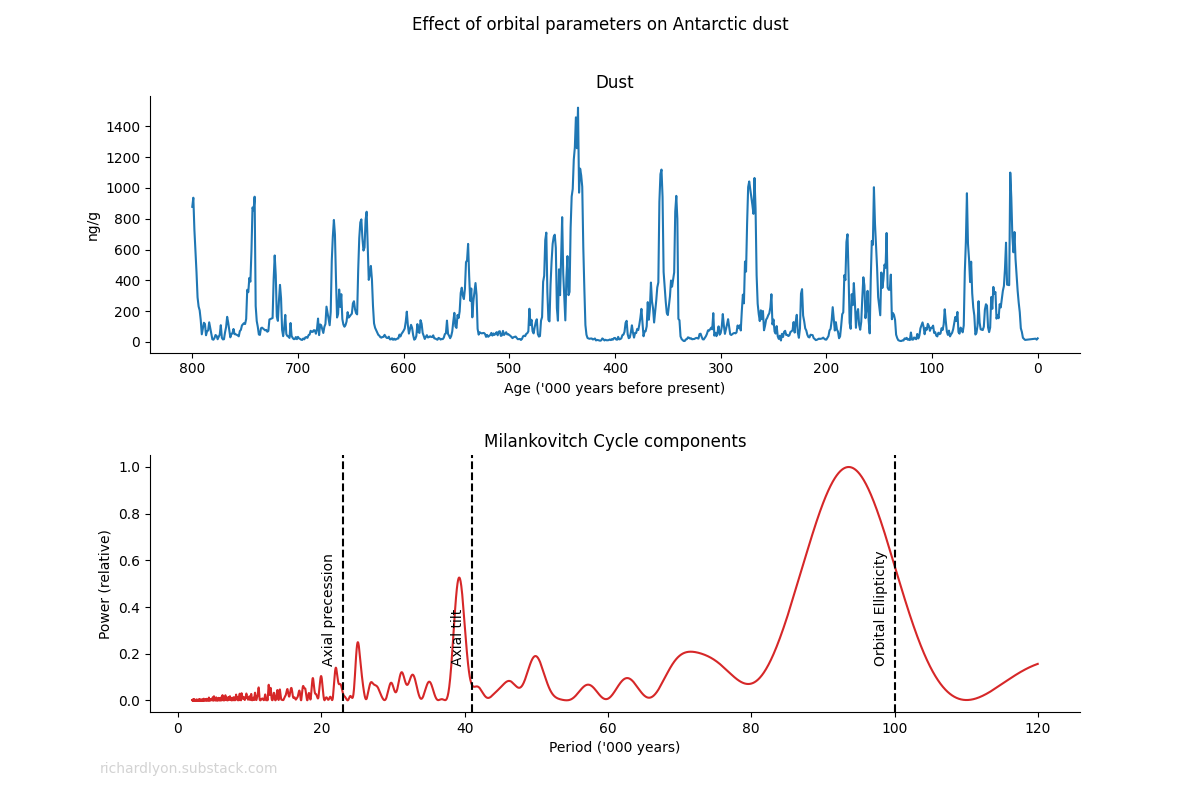 Effect of orbital parameters on Antarctic dust
Dust
1400
1200
1000
800
600
400
200
0
ng/g
800 700 600 500 400 300 200 100 0
Age ('000 years before present)
Milankovitch Cycle components
1.0
0.8
0.6
0.4
0.2
0.0
Power (relative)
Axial precession
Axial tilt
Orbital Ellipticity
0 20 40 60 80 100 120
Period ('000 years)
richardlyon.substack.com